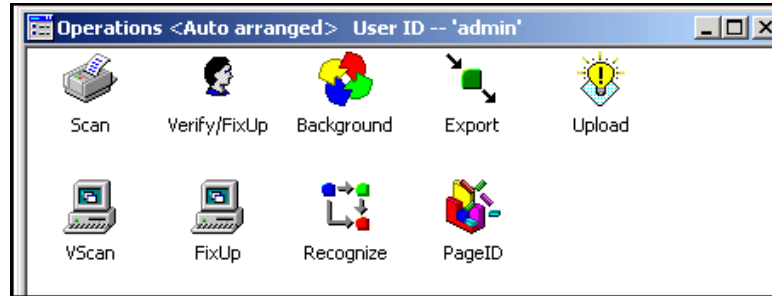 Operations <Auto arranged> User ID -- 'admin'
Scan Verify/FixUp Background Export Upload
VScan FixUp Recognize PageID